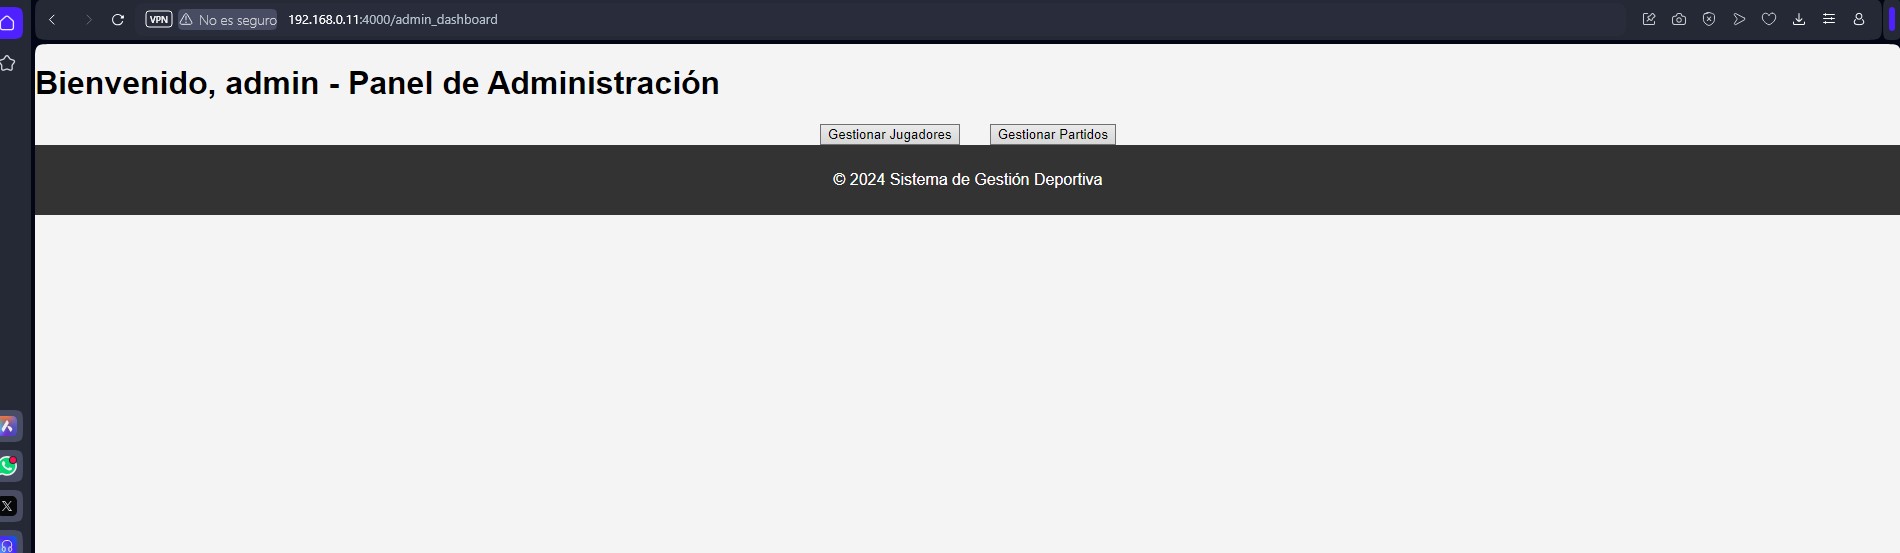 VPN No es seguro 192.168.0.11:4000/admin_dashboard
Bienvenido, admin - Panel de Administración
Gestionar Jugadores Gestionar Partidos
© 2024 Sistema de Gestión Deportiva